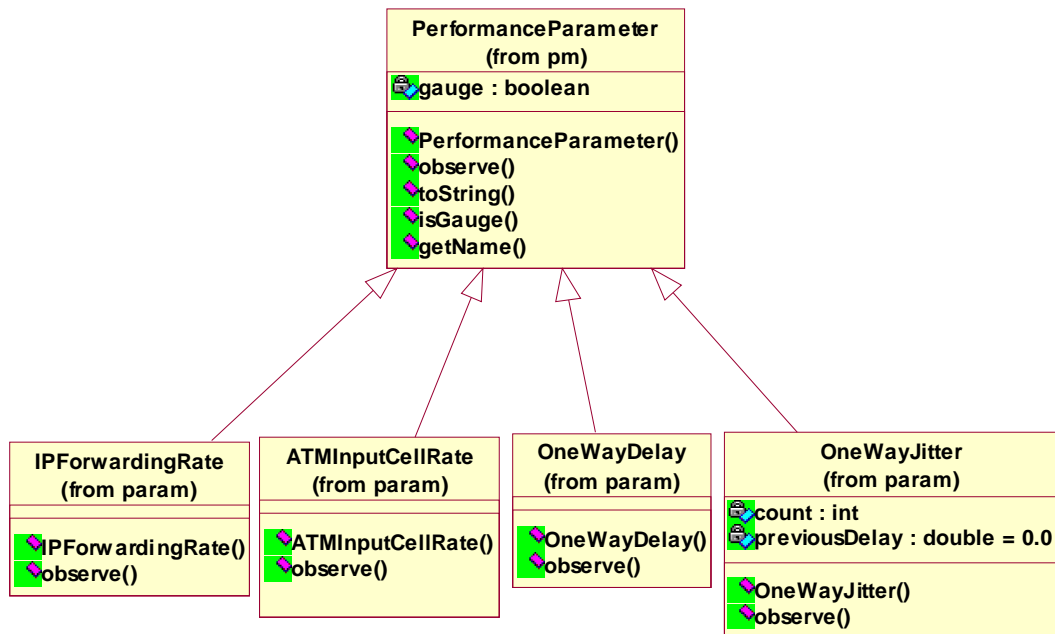 PerformanceParameter
(from pm)
gauge : boolean
PerformanceParameter()
observe()
toString()
isGauge()
getName()
IPForwardingRate
(from param)
IPForwardingRate()
observe()
ATMInputCellRate
(from param)
ATMInputCellRate()
observe()
OneWayDelay
(from param)
OneWayDelay()
observe()
OneWayJitter
(from param)
count : int
previousDelay : double = 0.0
OneWayJitter()
observe()